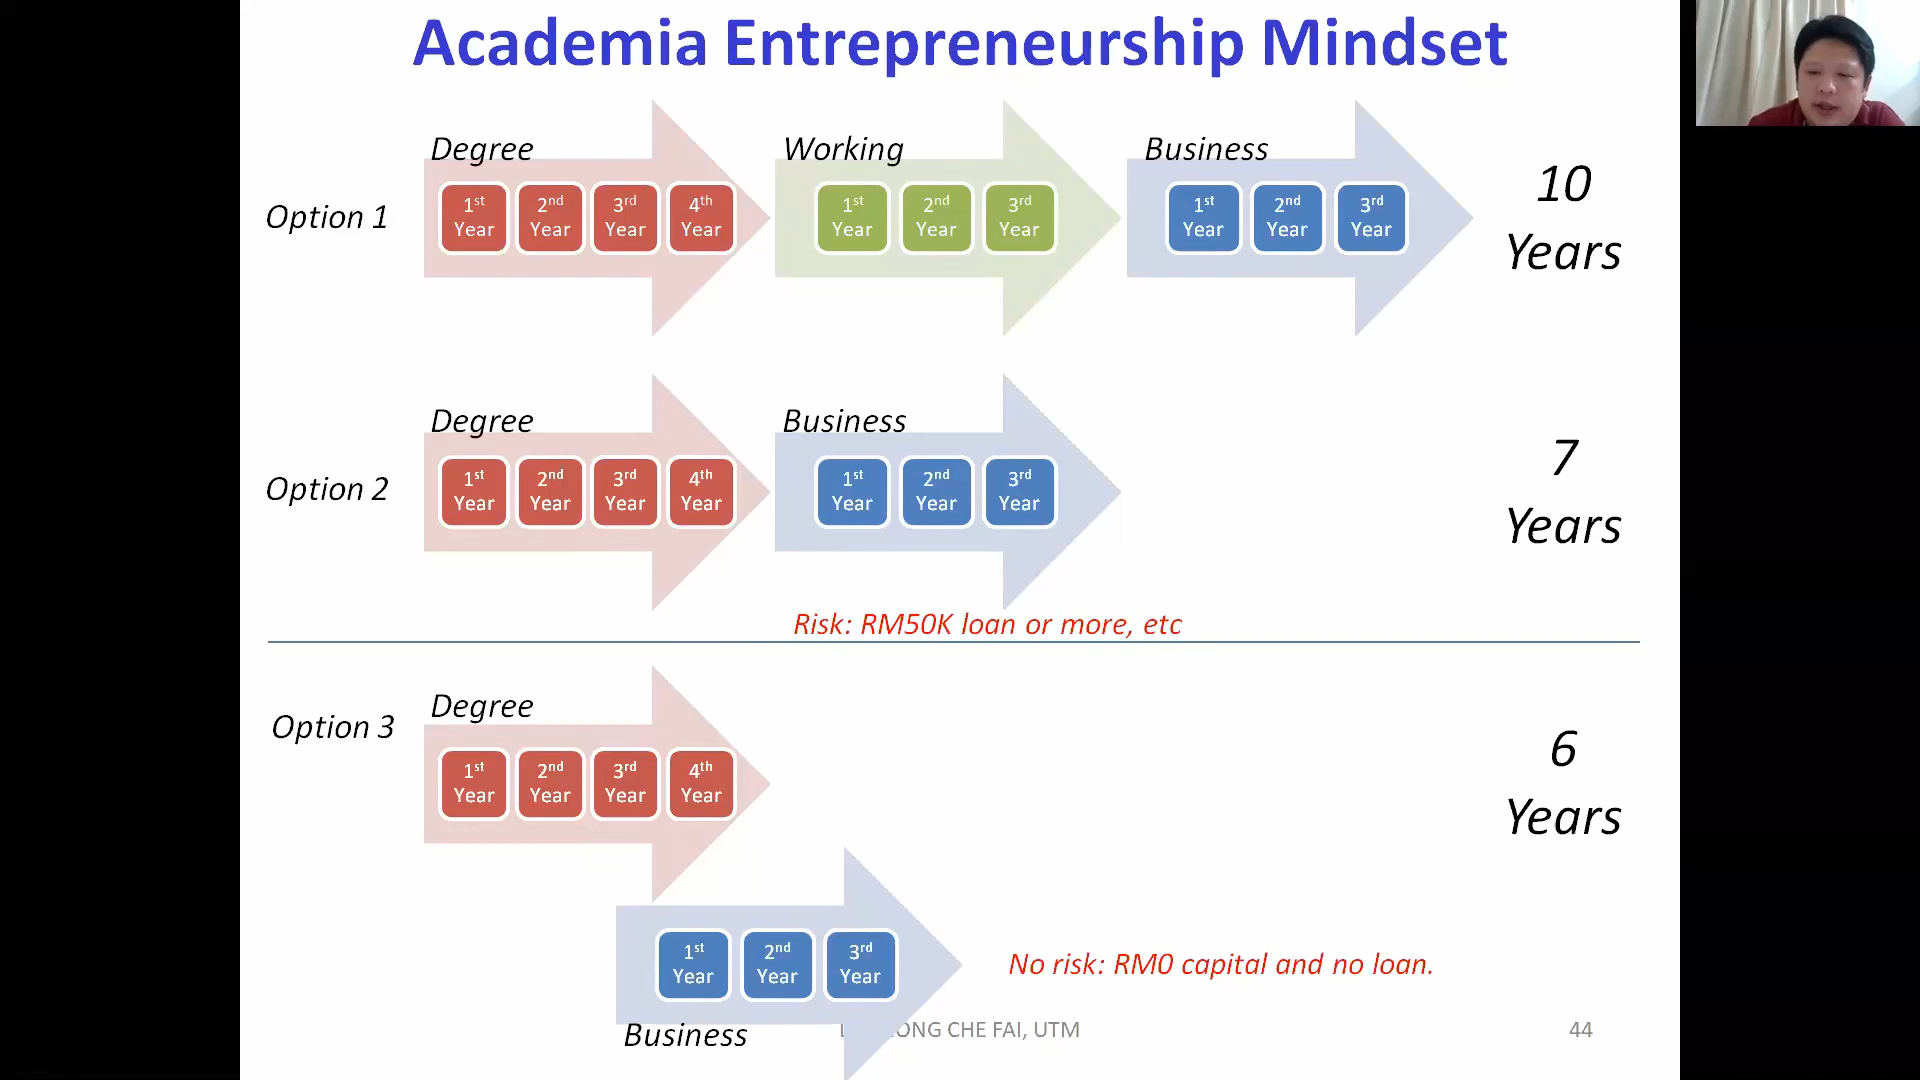 Academia Entrepreneurship Mindset
Degree
Working
Business
Option 1
1st Year
2nd Year
3rd Year
4th Year
1st Year
2nd Year
3rd Year
1st Year
2nd Year
3rd Year
10
Years
Degree
Business
Option 2
1st Year
2nd Year
3rd Year
4th Year
1st Year
2nd Year
3rd Year
7
Years
Risk: RM50K loan or more, etc
Degree
Option 3
1st Year
2nd Year
3rd Year
4th Year
6
Years
1st Year
2nd Year
3rd Year
No risk: RM0 capital and no loan.
Business
CHE FAI, UTM
44